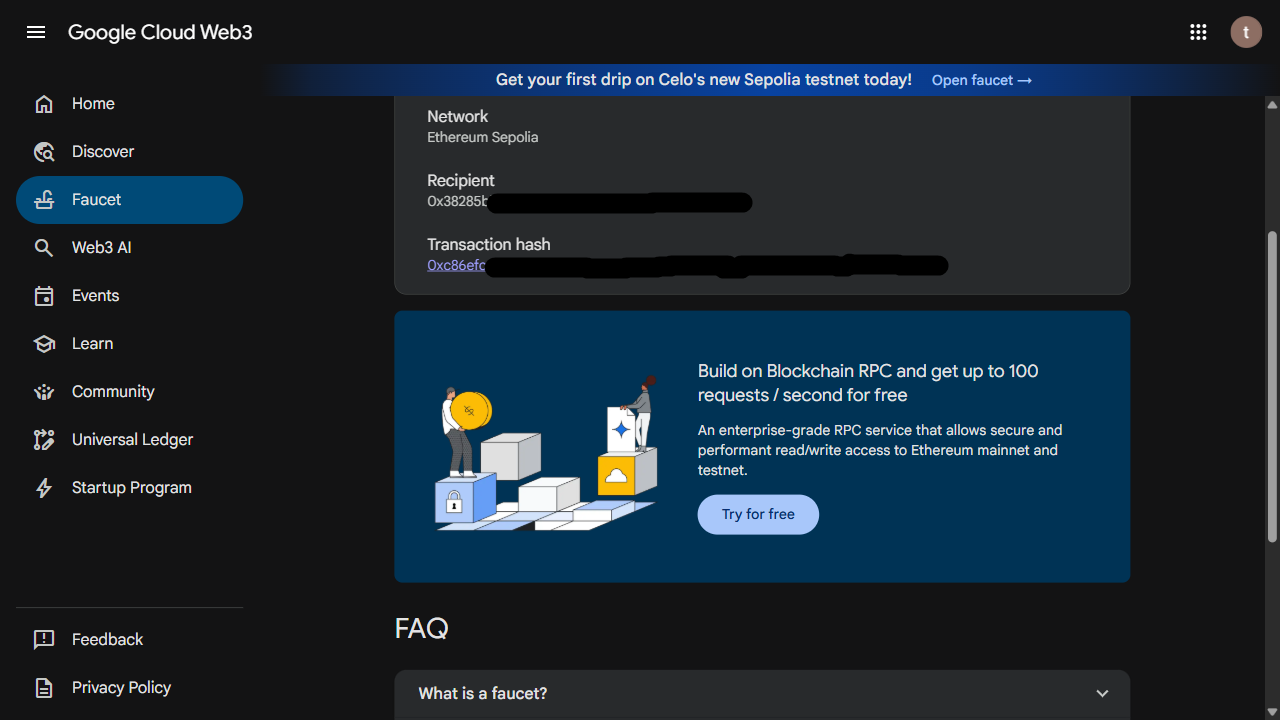 Google Cloud Web3
t
Get your first drip on Celo's new Sepolia testnet today! Open faucet →
Home
Discover
Faucet
Web3 AI
Events
Learn
Community
Universal Ledger
Startup Program
Feedback
Privacy Policy
Network
Ethereum Sepolia
Recipient
0x38285b
Transaction hash
0xc86efc
Build on Blockchain RPC and get up to 100
requests / second for free
An enterprise-grade RPC service that allows secure and
performant read/write access to Ethereum mainnet and
testnet.
Try for free
FAQ
What is a faucet?